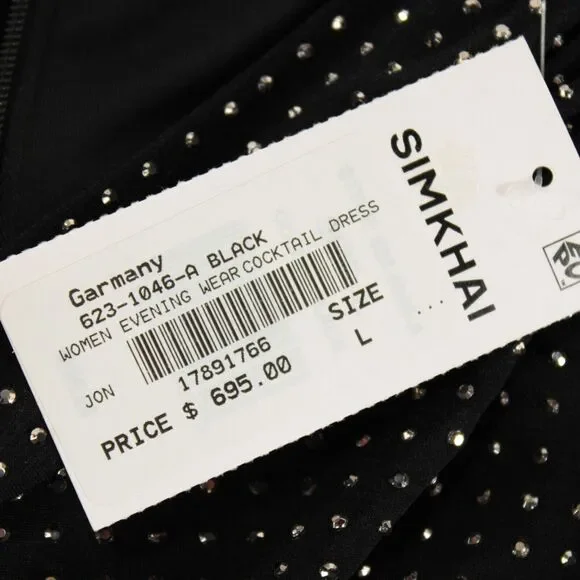 Garmany
623-1046-A BLACK
WOMEN EVENING WEAR COCKTAIL DRESS
JON
17891766
SIZE
L
PRICE $ 695.00
SIMKHAI
...